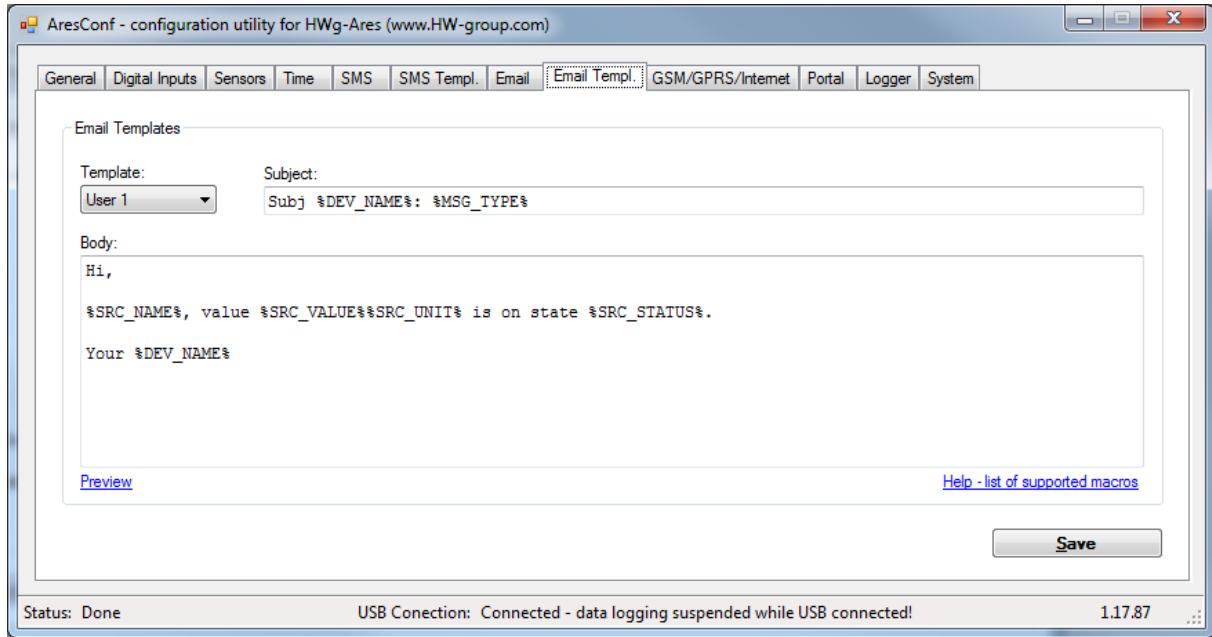 AresConf - configuration utility for HWg-Ares (www.HW-group.com)
General Digital Inputs Sensors Time SMS SMS Templ. Email Email Templ. GSM/GPRS/Internet Portal Logger System
Email Templates
Template: Subject:
User 1 Subj %DEV_NAME%: %MSG_TYPE%
Body:
Hi,
%SRC_NAME%, value %SRC_VALUE%%SRC_UNIT% is on state %SRC_STATUS%.
Your %DEV_NAME%
Preview Help - list of supported macros
Save
Status: Done USB Conection: Connected - data logging suspended while USB connected! 1.17.87